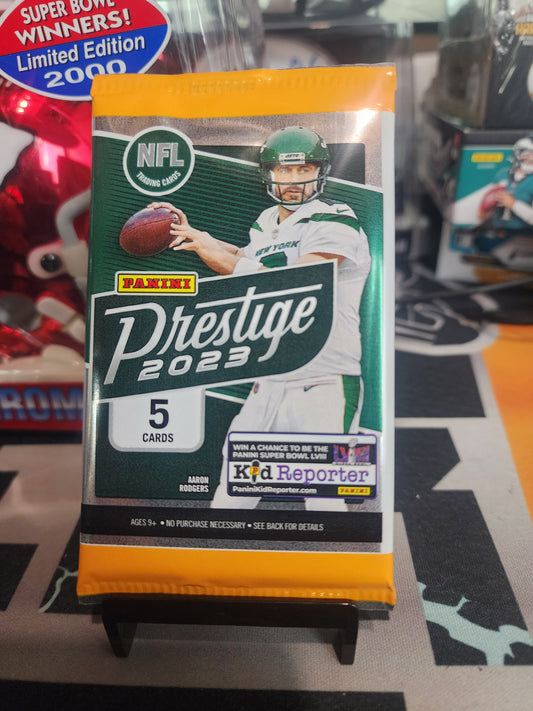 SUPER BOWL
WINNERS!
Limited Edition
2000
NFL
TRADING CARDS
JETS
NEW YORK
PANINI
Prestige
2023
5
CARDS
AARON
RODGERS
WIN A CHANCE TO BE THE
PANINI SUPER BOWL LVIII
Kid Reporter
PaniniKidReporter.com
PANINI
AGES 9+ • NO PURCHASE NECESSARY • SEE BACK FOR DETAILS